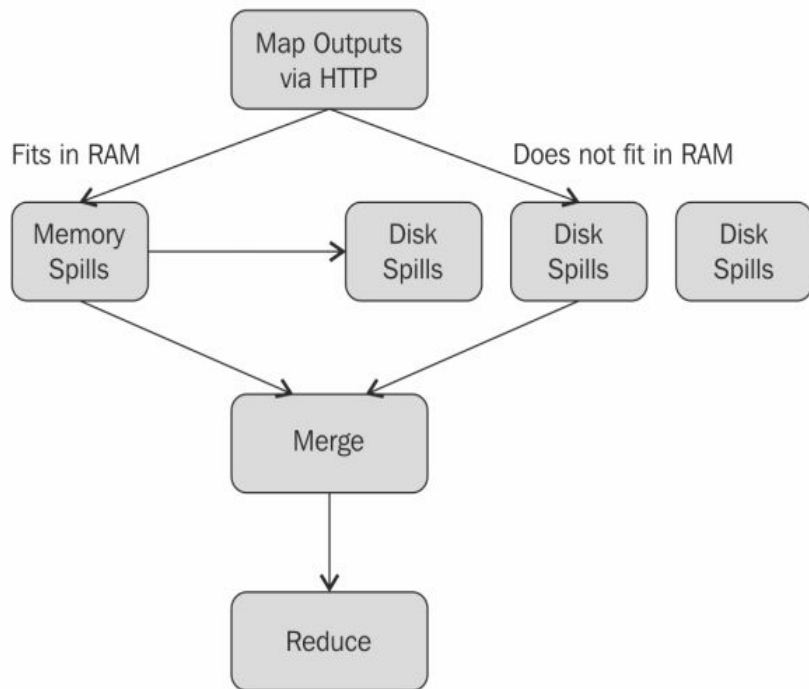 Map Outputs
via HTTP
Fits in RAM
Does not fit in RAM
Memory
Spills
Disk
Spills
Disk
Spills
Disk
Spills
Merge
Reduce